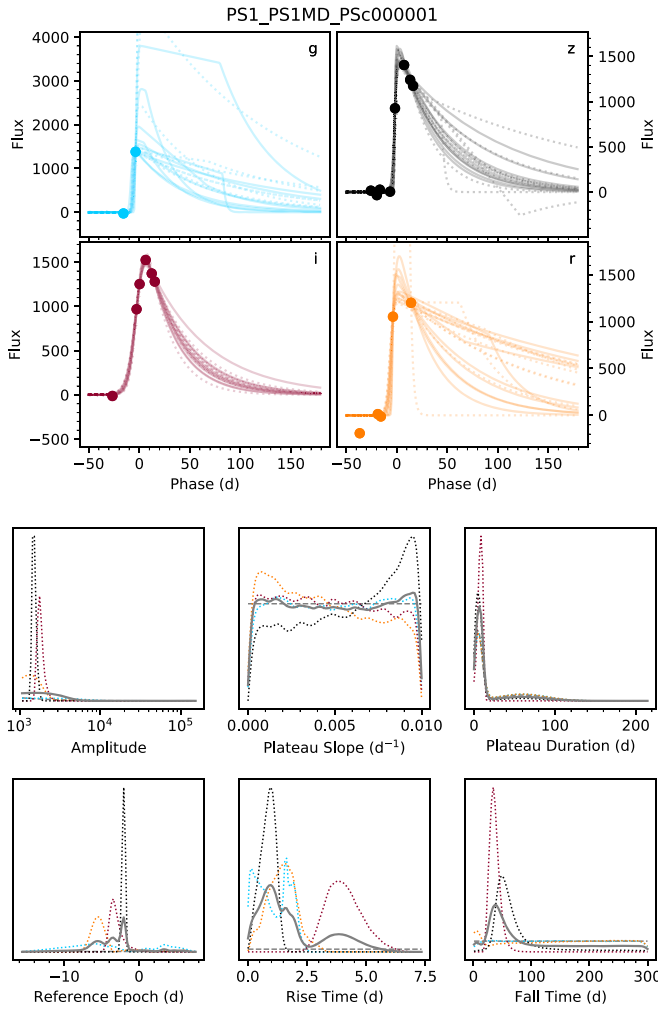 PS1_PS1MD_PSc000001
g
z
4000
3000
2000
1000
0
Flux
1500
1000
500
0
Flux
i
r
1500
1000
500
0
−500
Flux
1500
1000
500
0
Flux
−50 0 50 100 150
Phase (d)
−50 0 50 100 150
Phase (d)
10³ 10⁴ 10⁵
Amplitude
0.000 0.005 0.010
Plateau Slope (d⁻¹)
0 100 200
Plateau Duration (d)
−10 0
Reference Epoch (d)
0.0 2.5 5.0 7.5
Rise Time (d)
0 100 200 300
Fall Time (d)